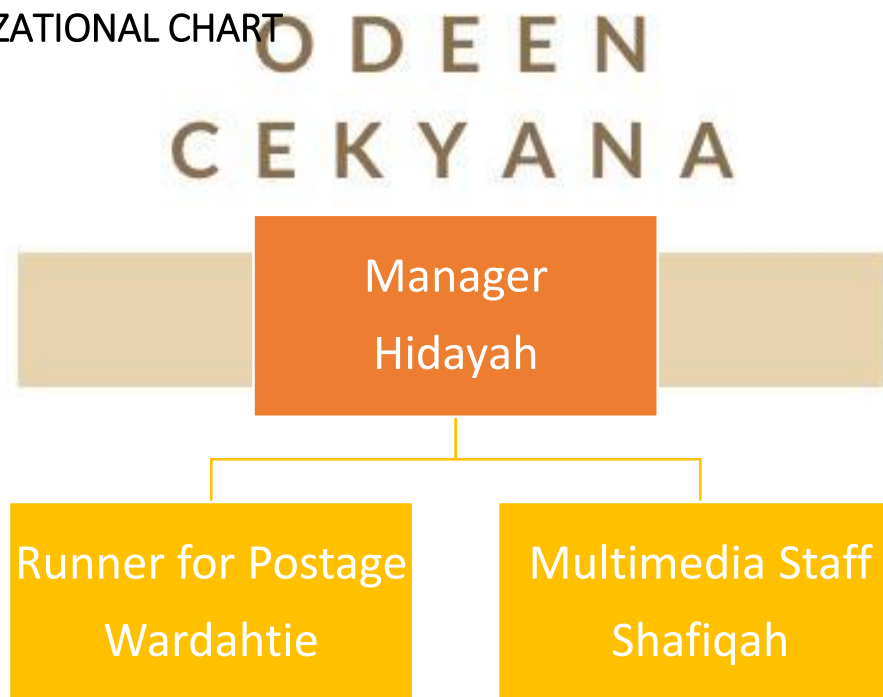 ZATIONAL CHART
ODEEN
CEKYANA
Manager
Hidayah
Runner for Postage
Wardahtie
Multimedia Staff
Shafiqah